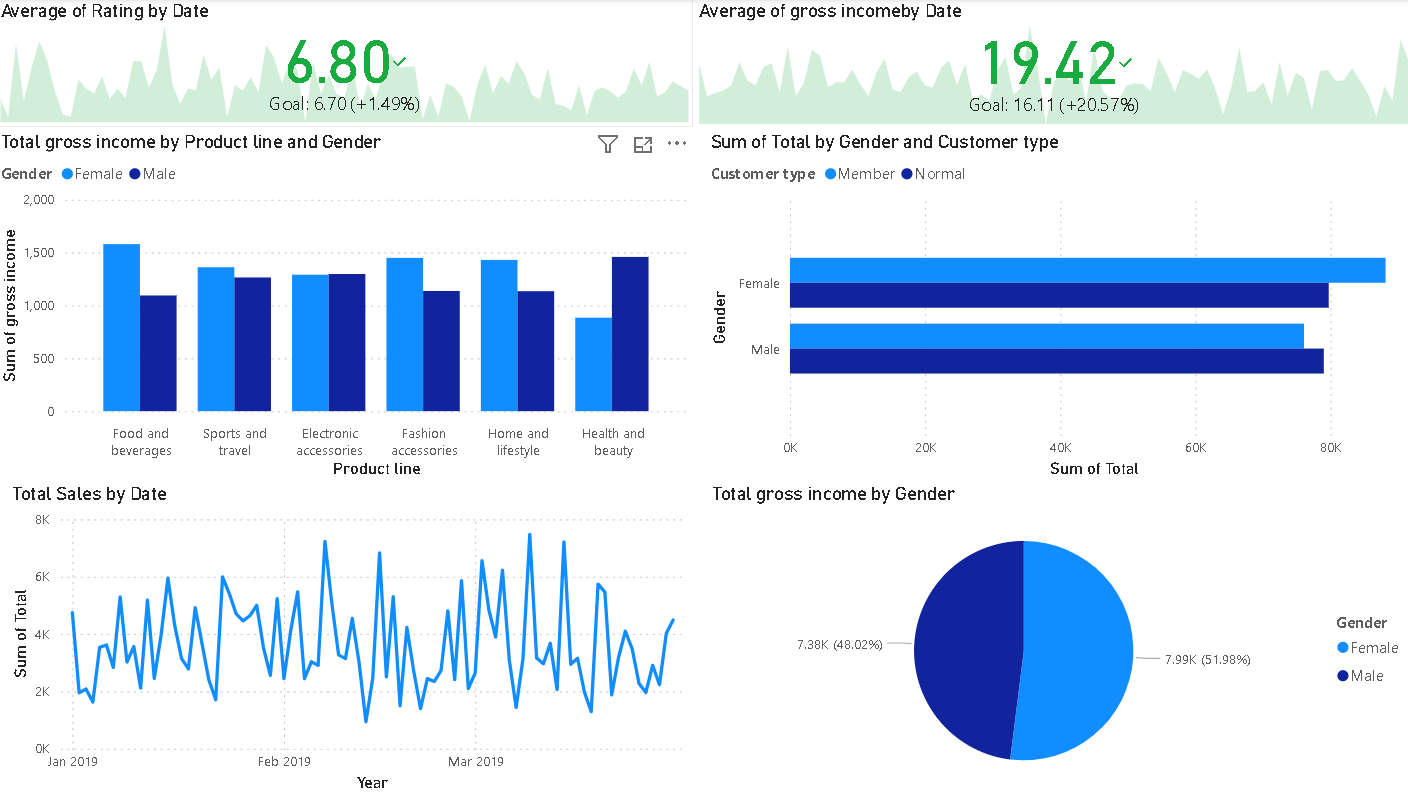 Average of Rating by Date
6.80
Goal: 6.70 (+1.49%)
Average of gross incomeby Date
19.42
Goal: 16.11 (+20.57%)
Total gross income by Product line and Gender
Gender Female Male
Sum of gross income
2,000
1,500
1,000
500
0
Food and beverages
Sports and travel
Electronic accessories
Fashion accessories
Home and lifestyle
Health and beauty
Product line
Sum of Total by Gender and Customer type
Customer type Member Normal
Gender
Female
Male
0K 20K 40K 60K 80K
Sum of Total
Total Sales by Date
Sum of Total
8K
6K
4K
2K
0K
Jan 2019 Feb 2019 Mar 2019
Year
Total gross income by Gender
7.38K (48.02%)
7.99K (51.98%)
Gender
Female
Male